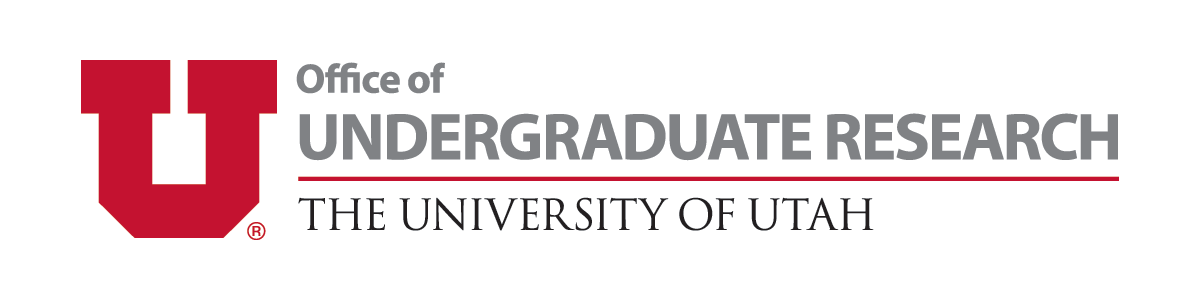 U®
Office of
UNDERGRADUATE RESEARCH
THE UNIVERSITY OF UTAH